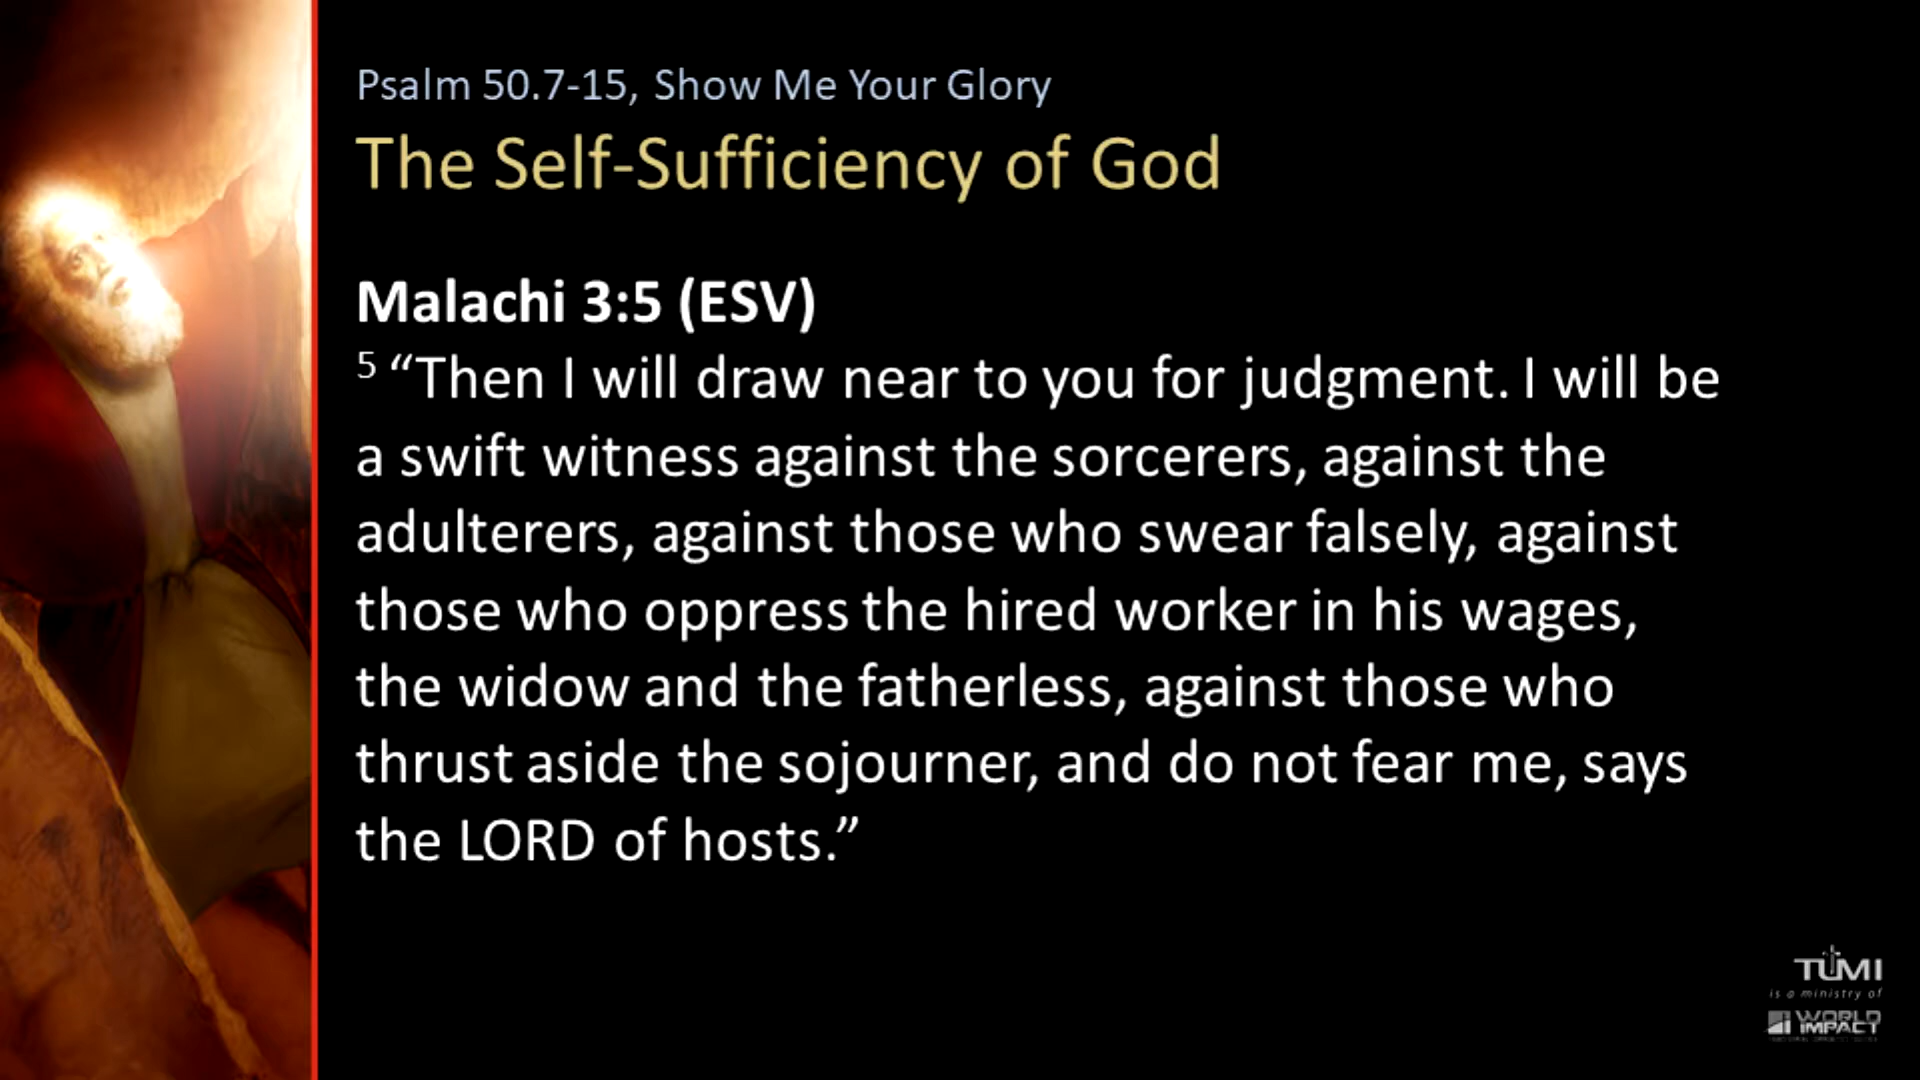 Psalm 50.7-15, Show Me Your Glory
The Self-Sufficiency of God
Malachi 3:5 (ESV)
5 “Then I will draw near to you for judgment. I will be
a swift witness against the sorcerers, against the
adulterers, against those who swear falsely, against
those who oppress the hired worker in his wages,
the widow and the fatherless, against those who
thrust aside the sojourner, and do not fear me, says
the LORD of hosts.”
TUMI
is a ministry of
WORLD
IMPACT